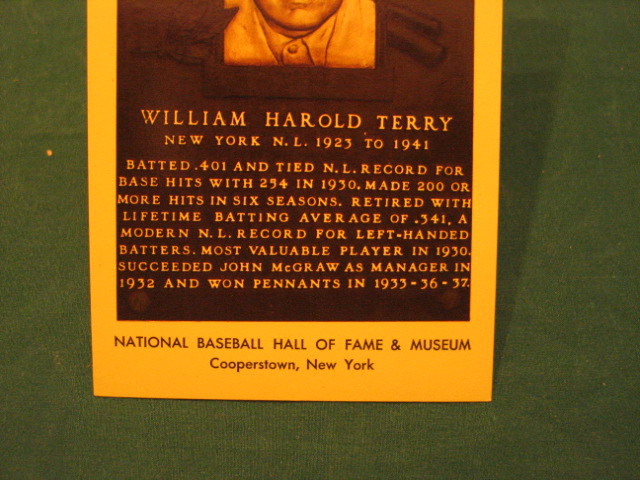 WILLIAM HAROLD TERRY
NEW YORK N.L. 1923 TO 1941
BATTED .401 AND TIED N.L. RECORD FOR
BASE HITS WITH 254 IN 1930. MADE 200 OR
MORE HITS IN SIX SEASONS. RETIRED WITH
LIFETIME BATTING AVERAGE OF .341, A
MODERN N.L. RECORD FOR LEFT-HANDED
BATTERS. MOST VALUABLE PLAYER IN 1930.
SUCCEEDED JOHN McGRAW AS MANAGER IN
1932 AND WON PENNANTS IN 1933-36-37.
NATIONAL BASEBALL HALL OF FAME & MUSEUM
Cooperstown, New York